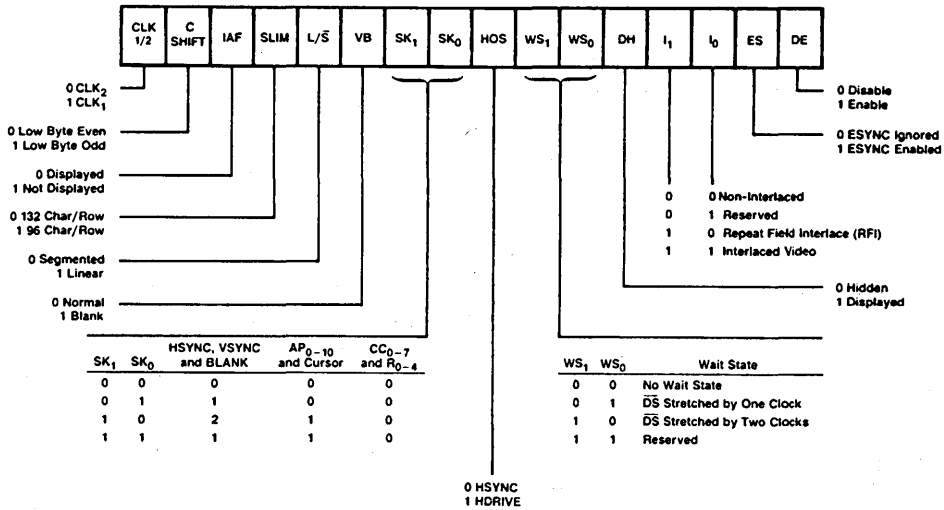 CLK 1/2 C SHIFT IAF SLIM L/S̅ VB SK₁ SK₀ HOS WS₁ WS₀ DH I₁ I₀ ES DE
0 CLK₂
1 CLK₁
0 Disable
1 Enable
0 Low Byte Even
1 Low Byte Odd
0 ESYNC Ignored
1 ESYNC Enabled
0 Displayed
1 Not Displayed
0 0 Non-Interlaced
0 1 Reserved
1 0 Repeat Field Interlace (RFI)
1 1 Interlaced Video
0 132 Char/Row
1 96 Char/Row
0 Segmented
1 Linear
0 Hidden
1 Displayed
0 Normal
1 Blank
SK₁ SK₀ HSYNC, VSYNC and BLANK AP₀₋₁₀ and Cursor CC₀₋₇ and R₀₋₄
0 0 0 0 0
0 1 1 0 0
1 0 2 1 0
1 1 1 1 0
WS₁ WS₀ Wait State
0 0 No Wait State
0 1 D̅S̅ Stretched by One Clock
1 0 D̅S̅ Stretched by Two Clocks
1 1 Reserved
0 HSYNC
1 HDRIVE